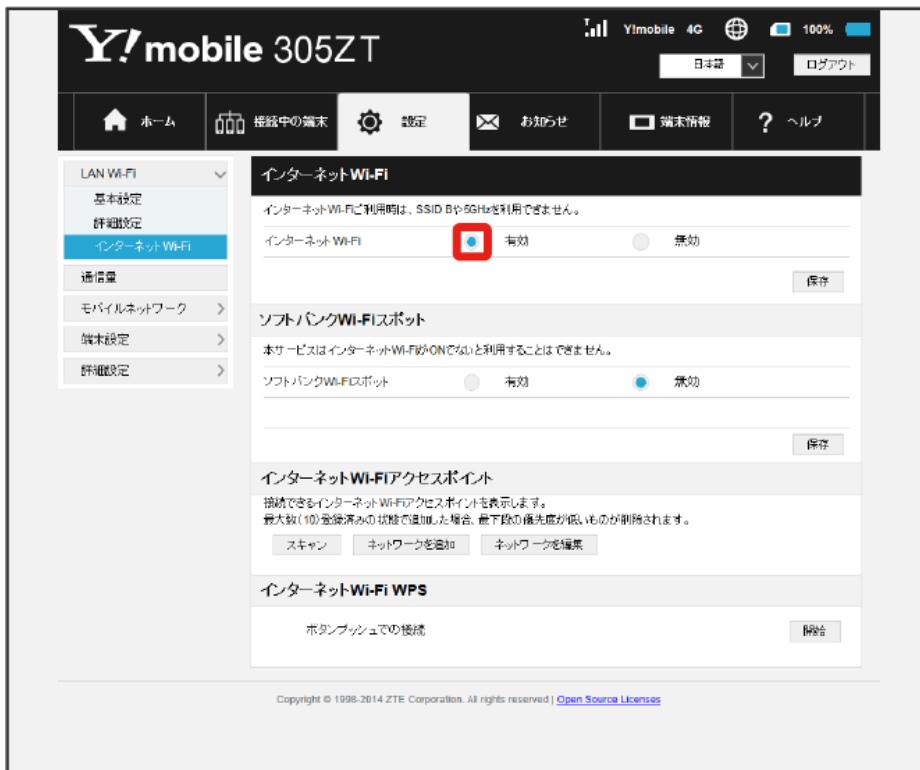 Y! mobile 305ZT
Y!mobile 4G 100%
日本語 ログアウト
ホーム 接続中の端末 設定 お知らせ 端末情報 ? ヘルプ
LAN Wi-Fi
基本設定
詳細設定
インターネットWi-Fi
通信量
モバイルネットワーク
端末設定
詳細設定
インターネットWi-Fi
インターネットWi-Fiご利用時は、SSID Bや5GHzを利用できません。
インターネットWi-Fi 有効 無効
保存
ソフトバンクWi-Fiスポット
本サービスはインターネットWi-FiがONでないと利用することはできません。
ソフトバンクWi-Fiスポット 有効 無効
保存
インターネットWi-Fiアクセスポイント
接続できるインターネットWi-Fiアクセスポイントを表示します。
最大数(10)登録済みの状態で追加した場合、最下段の優先度が低いものが削除されます。
スキャン ネットワークを追加 ネットワークを編集
インターネットWi-Fi WPS
ボタンプッシュでの接続 開始
Copyright © 1998-2014 ZTE Corporation. All rights reserved | Open Source Licenses